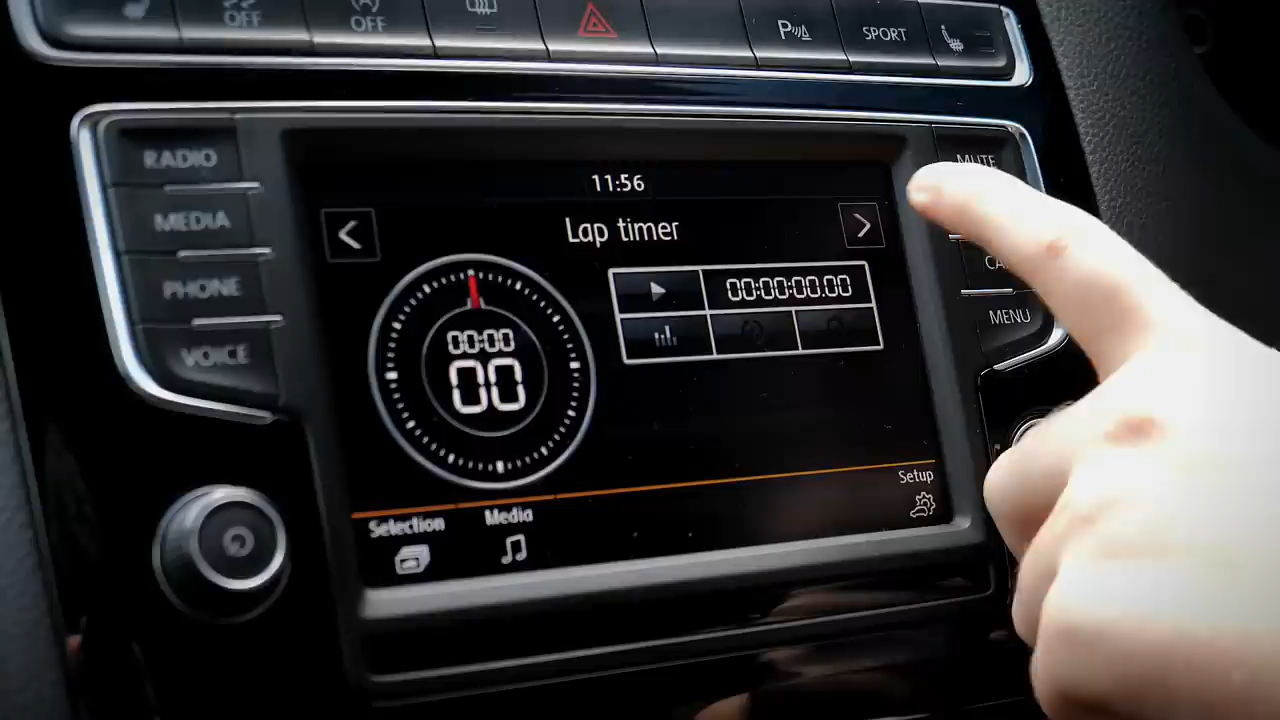 OFF
OFF
SPORT
RADIO
MEDIA
PHONE
VOICE
MUTE
MENU
11:56
Lap timer
00:00
00
00:00:00.00
Selection
Media
Setup